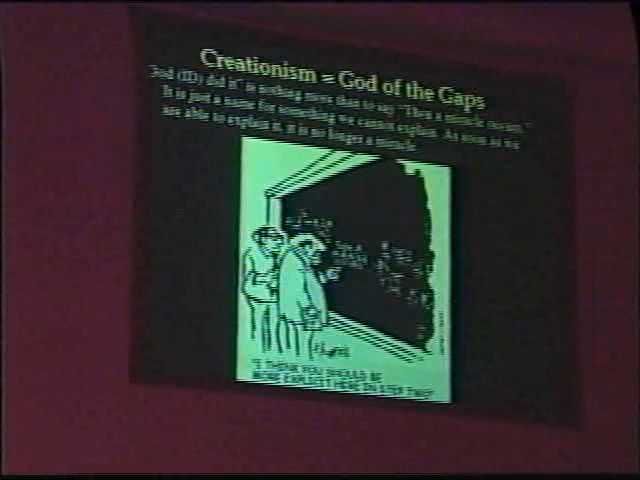 Creationism = God of the Gaps
God (ID) did it" is nothing more than to say "Then a miracle occurs."
It is just a name for something we cannot explain. As soon as we
are able to explain it, it is no longer a miracle.
"I THINK YOU SHOULD BE
MORE EXPLICIT HERE IN STEP TWO"